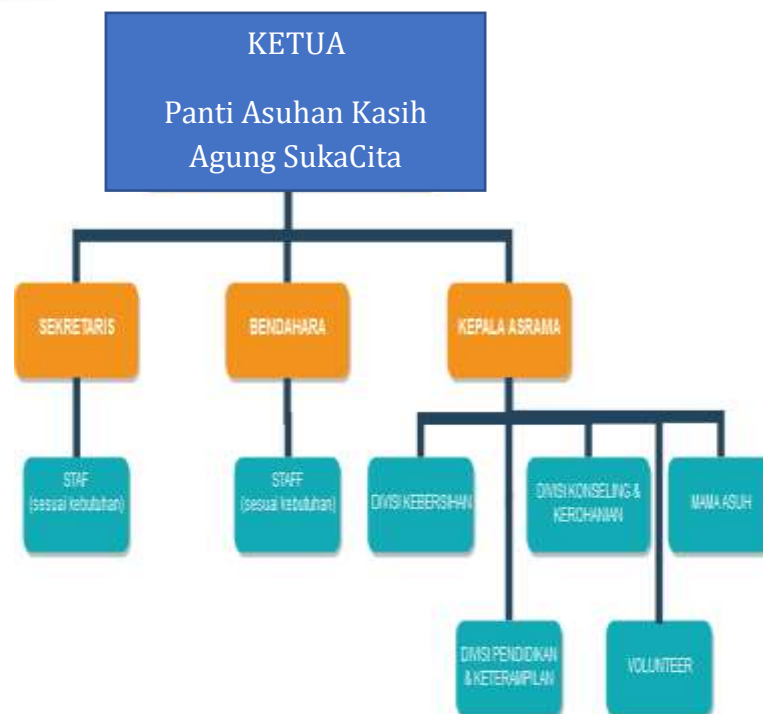 KETUA
Panti Asuhan Kasih
Agung SukaCita
SEKRETARIS
BENDAHARA
KEPALA ASRAMA
STAF
(sesuai kebutuhan)
STAFF
(sesuai kebutuhan)
DIVISI KEBERSIHAN
DIVISI KONSELING &
KEROHANIAN
MAMA ASUH
DIVISI PENDIDIKAN
& KETERAMPILAN
VOLUNTEER